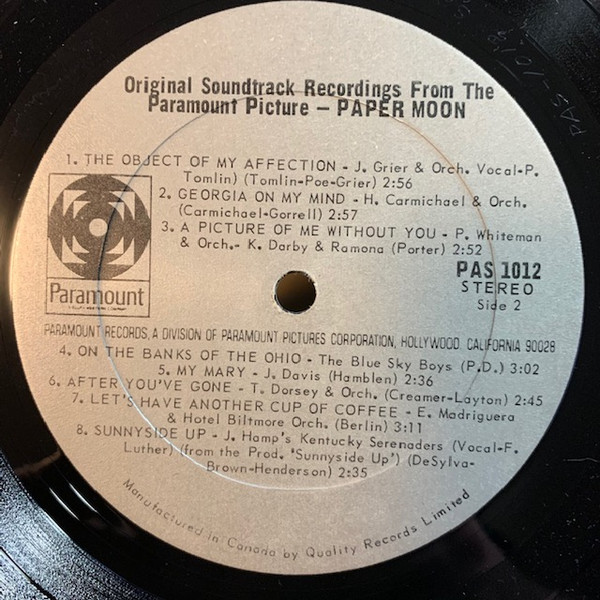 Original Soundtrack Recordings From The
Paramount Picture - PAPER MOON
1. THE OBJECT OF MY AFFECTION - J. Grier & Orch. Vocal-P.
Tomlin) (Tomlin-Poe-Grier) 2:56
2. GEORGIA ON MY MIND - H. Carmichael & Orch.
(Carmichael-Gorrell) 2:57
3. A PICTURE OF ME WITHOUT YOU - P. Whiteman
& Orch.- K. Darby & Ramona (Porter) 2:52
Paramount
PAS 1012
STEREO
Side 2
PARAMOUNT RECORDS, A DIVISION OF PARAMOUNT PICTURES CORPORATION, HOLLYWOOD, CALIFORNIA 90028
4. ON THE BANKS OF THE OHIO - The Blue Sky Boys (P.D.) 3:02
5. MY MARY - J. Davis (Hamblen) 2:36
6. AFTER YOU'VE GONE - T. Dorsey & Orch. (Creamer-Layton) 2:45
7. LET'S HAVE ANOTHER CUP OF COFFEE - E. Madriguera
& Hotel Biltmore Orch. (Berlin) 3:11
8. SUNNYSIDE UP - J. Hamp's Kentucky Serenaders (Vocal-F.
Luther) (from the Prod. 'Sunnyside Up') (DeSylva-
Brown-Henderson) 2:35
Manufactured in Canada by Quality Records Limited